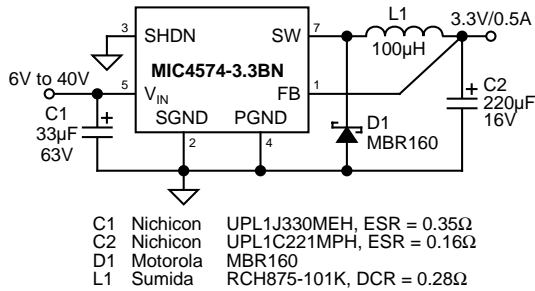 L1
3.3V/0.5A
3 SHDN SW 7
100µH
MIC4574-3.3BN
6V to 40V
5 VIN FB 1
C1
33µF
63V
SGND PGND
2 4
D1
MBR160
C2
220µF
16V
C1 Nichicon UPL1J330MEH, ESR = 0.35Ω
C2 Nichicon UPL1C221MPH, ESR = 0.16Ω
D1 Motorola MBR160
L1 Sumida RCH875-101K, DCR = 0.28Ω